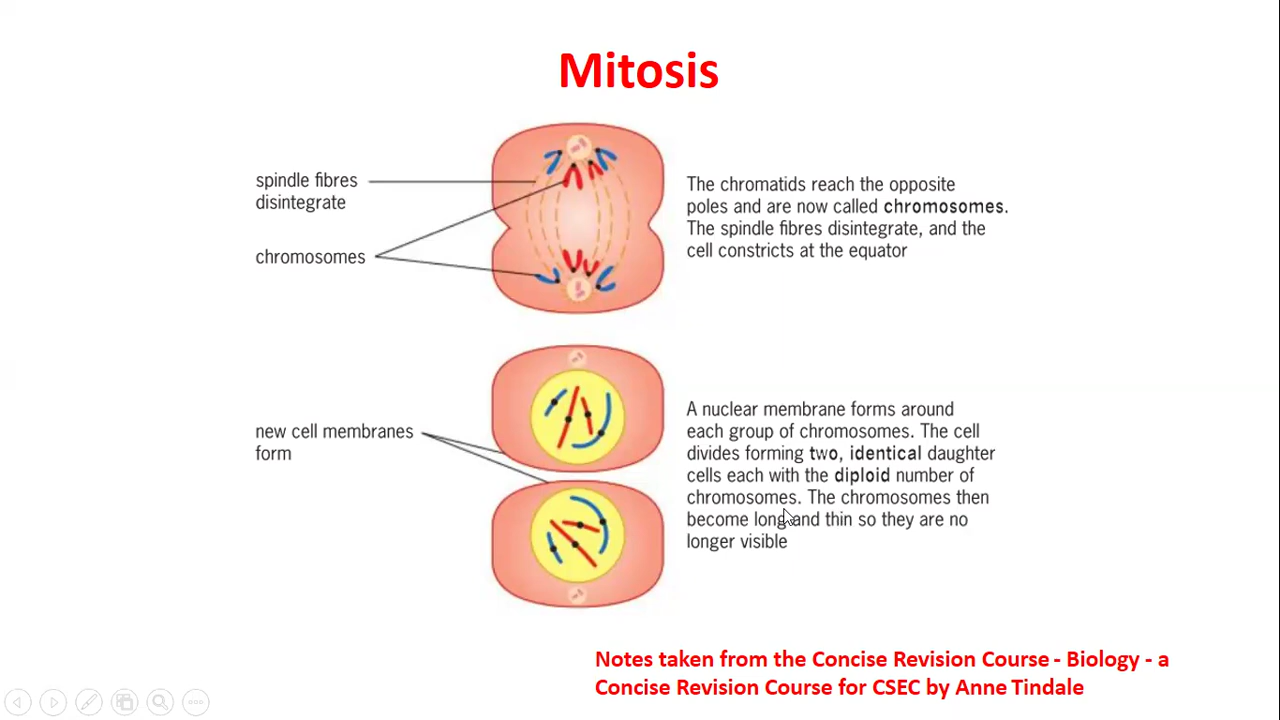 Mitosis
spindle fibres
disintegrate
chromosomes
The chromatids reach the opposite
poles and are now called chromosomes.
The spindle fibres disintegrate, and the
cell constricts at the equator
new cell membranes
form
A nuclear membrane forms around
each group of chromosomes. The cell
divides forming two, identical daughter
cells each with the diploid number of
chromosomes. The chromosomes then
become long and thin so they are no
longer visible
Notes taken from the Concise Revision Course - Biology - a
Concise Revision Course for CSEC by Anne Tindale